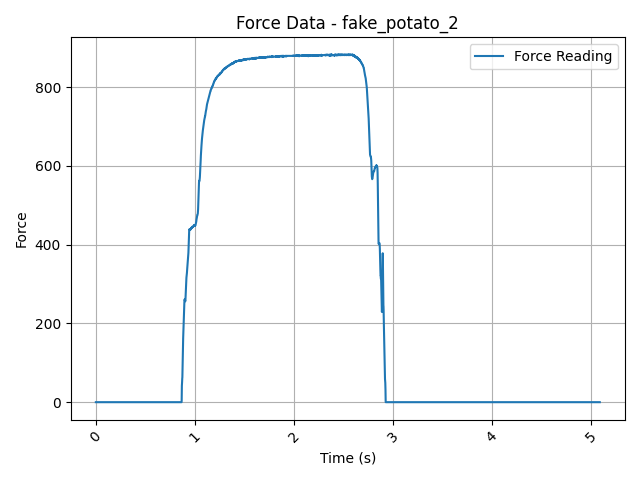 Force Data - fake_potato_2
Force Reading
800
600
400
200
0
Force
0 1 2 3 4 5
Time (s)